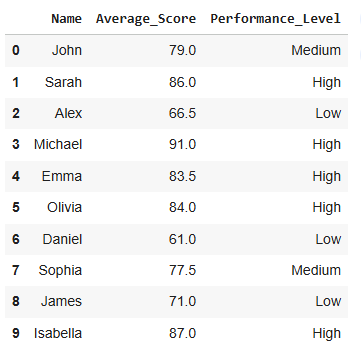 Name Average_Score Performance_Level
0 John 79.0 Medium
1 Sarah 86.0 High
2 Alex 66.5 Low
3 Michael 91.0 High
4 Emma 83.5 High
5 Olivia 84.0 High
6 Daniel 61.0 Low
7 Sophia 77.5 Medium
8 James 71.0 Low
9 Isabella 87.0 High